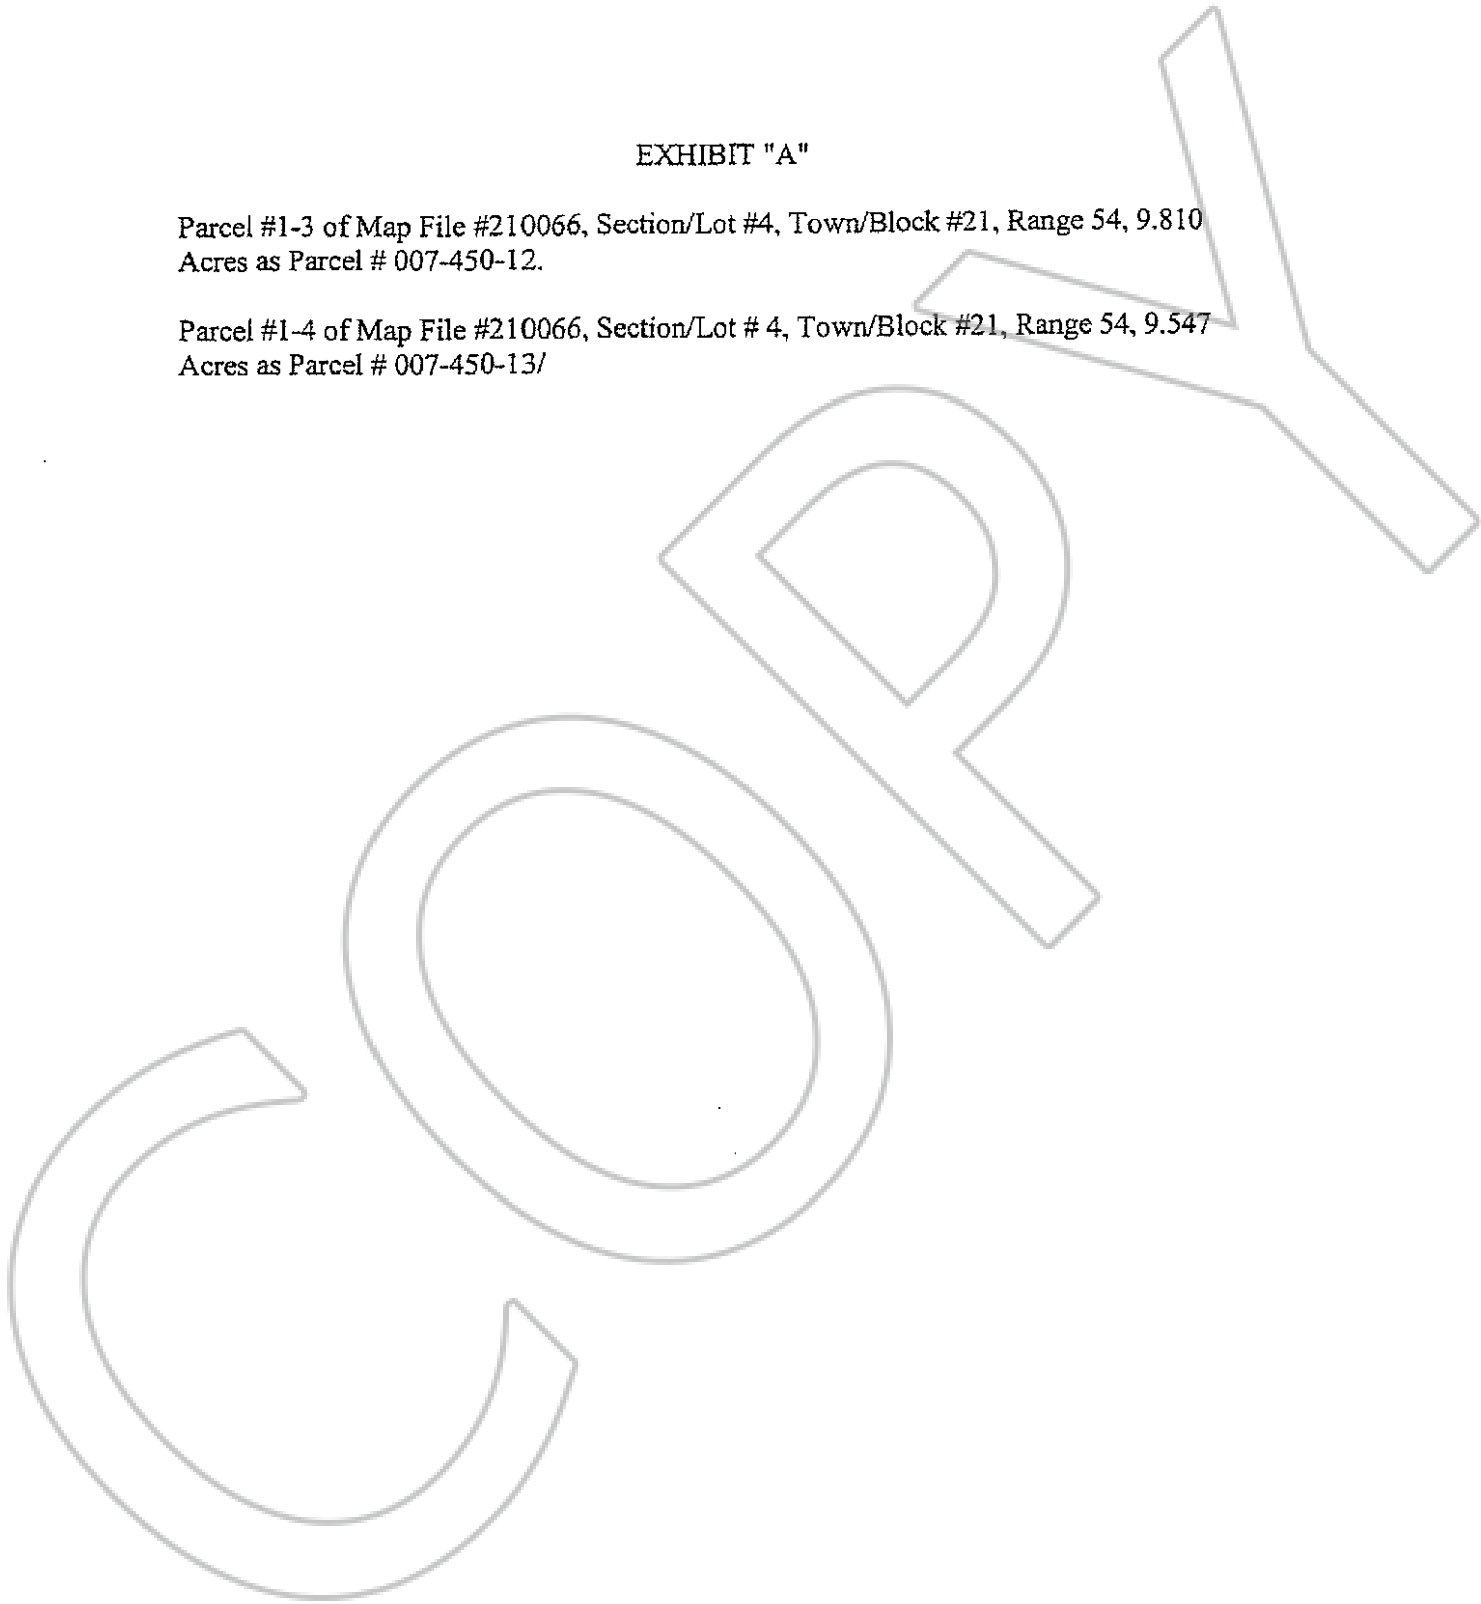 EXHIBIT "A"
Parcel #1-3 of Map File #210066, Section/Lot #4, Town/Block #21, Range 54, 9.810
Acres as Parcel # 007-450-12.
Parcel #1-4 of Map File #210066, Section/Lot # 4, Town/Block #21, Range 54, 9.547
Acres as Parcel # 007-450-13/
COPY